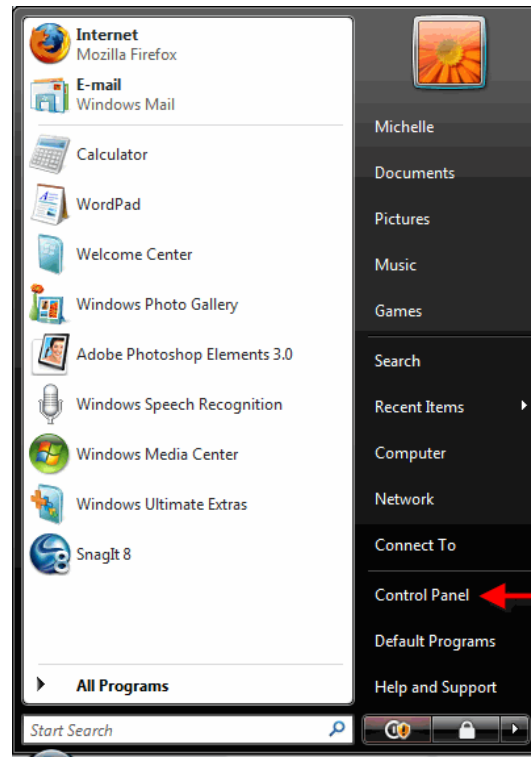 Internet
Mozilla Firefox
E-mail
Windows Mail
Calculator
WordPad
Welcome Center
Windows Photo Gallery
Adobe Photoshop Elements 3.0
Windows Speech Recognition
Windows Media Center
Windows Ultimate Extras
SnagIt 8
All Programs
Start Search
Michelle
Documents
Pictures
Music
Games
Search
Recent Items
Computer
Network
Connect To
Control Panel
Default Programs
Help and Support